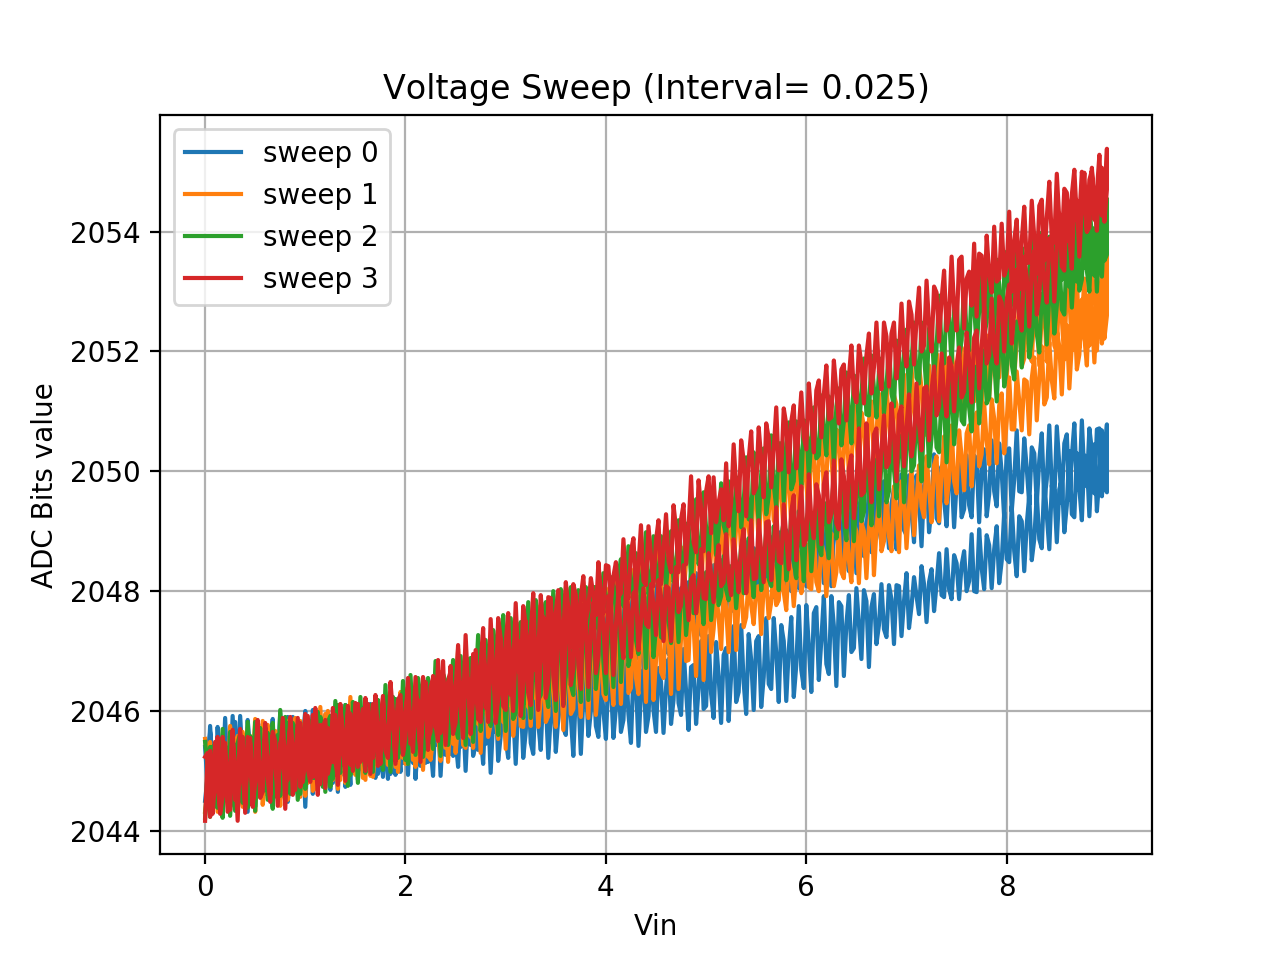 Voltage Sweep (Interval= 0.025)
sweep 0
sweep 1
sweep 2
sweep 3
2054
2052
2050
2048
2046
2044
ADC Bits value
0 2 4 6 8
Vin